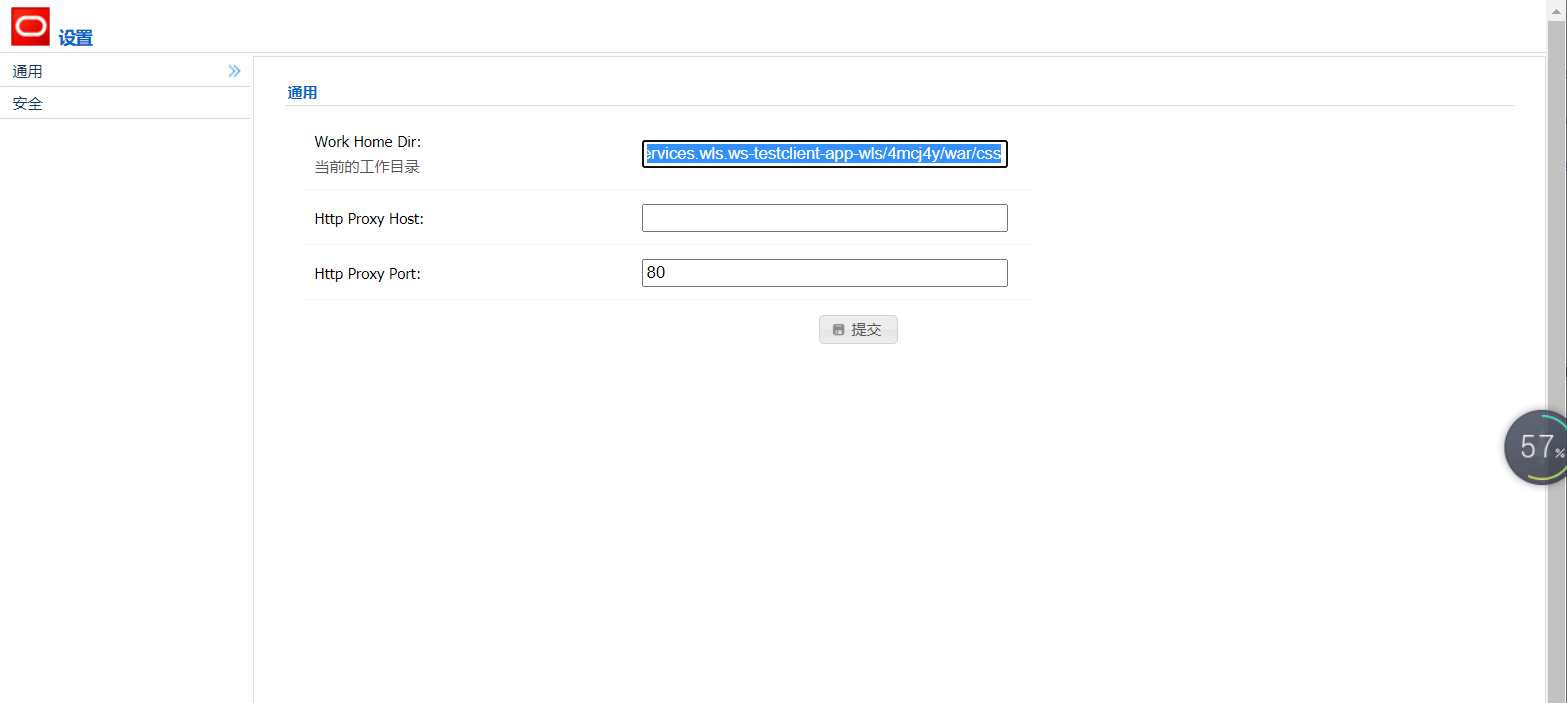 设置
通用
安全
通用
Work Home Dir:
当前的工作目录
ervices.wls.ws-testclient-app-wls/4mcj4y/war/css
Http Proxy Host:
Http Proxy Port:
80
提交
57%